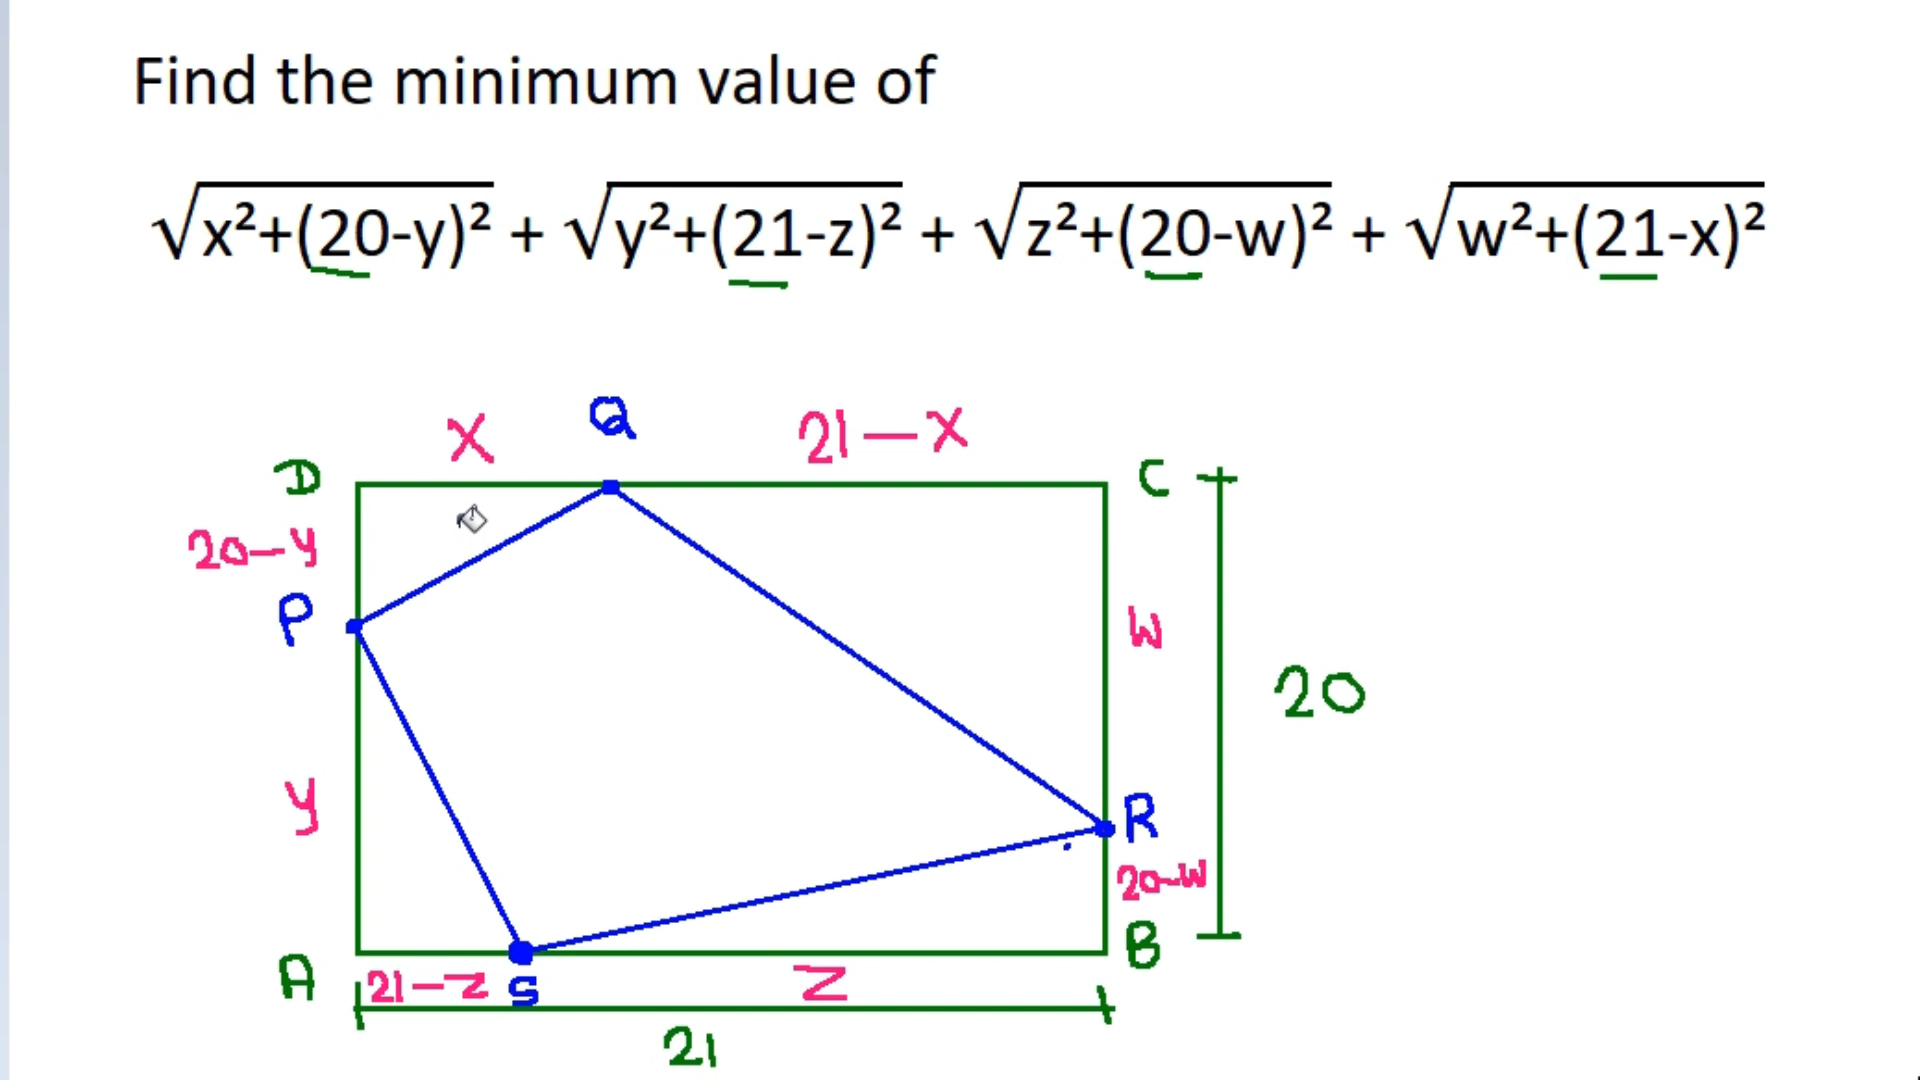 Find the minimum value of
√x²+(20-y)² + √y²+(21-z)² + √z²+(20-w)² + √w²+(21-x)²
x Q 21-x
D C
20-y
P w
20
y
R
20-w
B
A 21-z S z
21